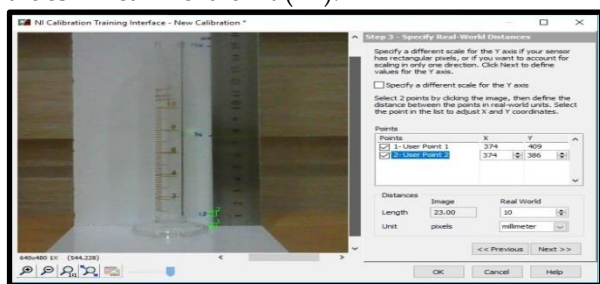 NI Calibration Training Interface - New Calibration *
Step 3 - Specify Real-World Distances
Specify a different scale for the Y axis if your sensor
has rectangular pixels, or if you want to account for
scaling in only one direction. Click Next to define
values for the Y axis.
Specify a different scale for the Y axis
Select 2 points by clicking the image, then define the
distance between the points in real-world units. Select
the point in the list to adjust X and Y coordinates.
Points
Points X Y
1- User Point 1 374 409
2- User Point 2 374 386
Distances
Image Real World
Length 23.00 10
Unit pixels millimeter
<< Previous Next >>
640x480 1X (544,228)
OK Cancel Help